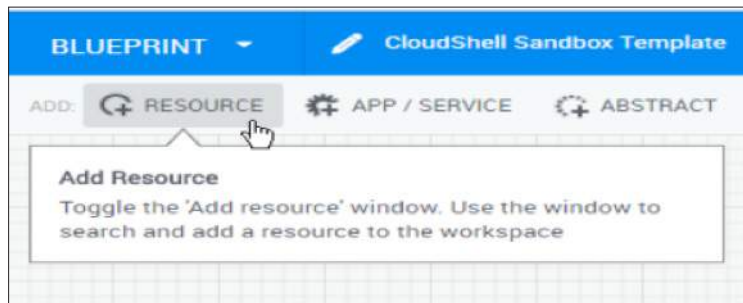 BLUEPRINT CloudShell Sandbox Template
ADD: RESOURCE APP / SERVICE ABSTRACT
Add Resource
Toggle the 'Add resource' window. Use the window to
search and add a resource to the workspace